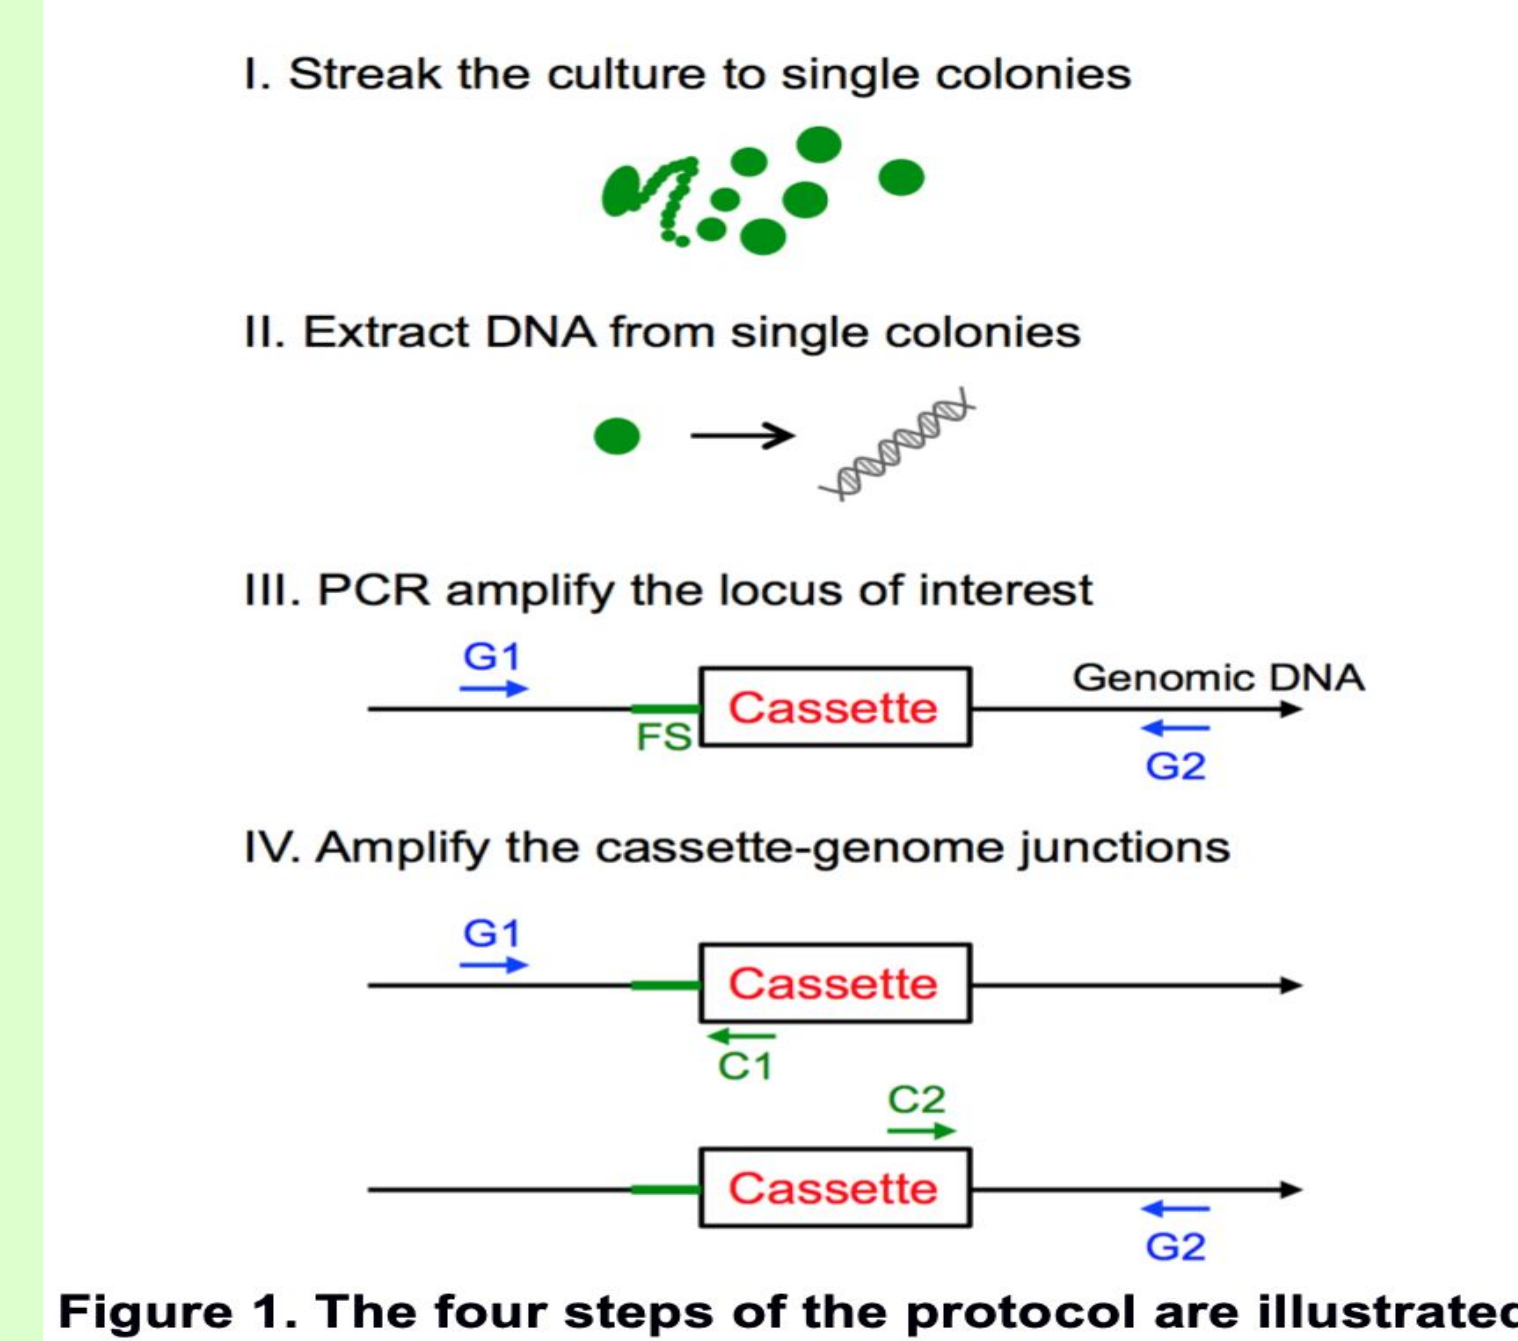 I. Streak the culture to single colonies
II. Extract DNA from single colonies
III. PCR amplify the locus of interest
G1
Genomic DNA
Cassette
FS
G2
IV. Amplify the cassette-genome junctions
G1
Cassette
C1
C2
Cassette
G2
Figure 1. The four steps of the protocol are illustrated